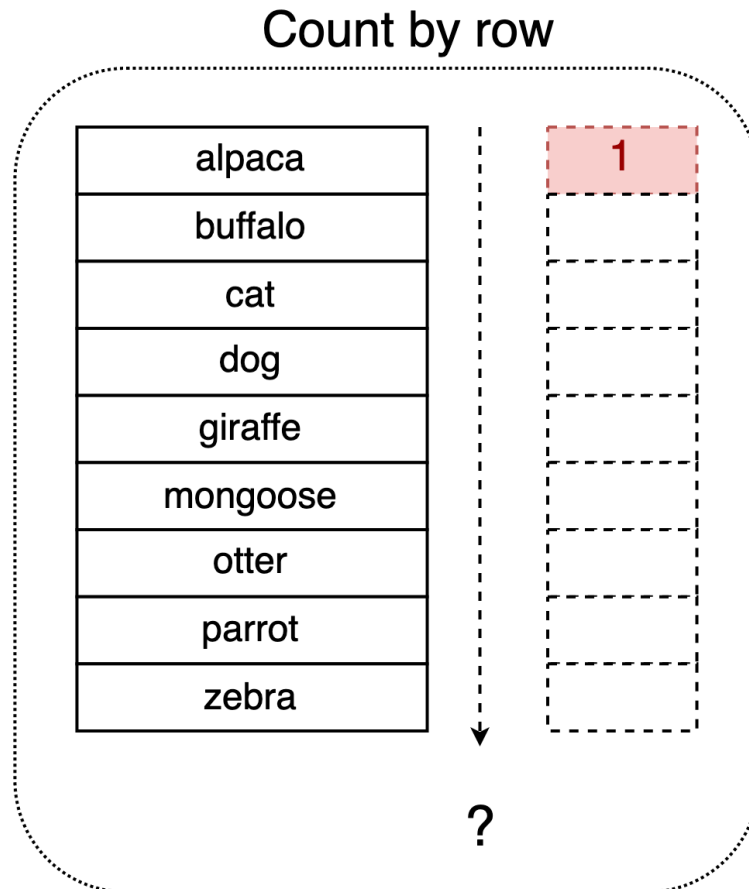 Count by row
alpaca 1
buffalo
cat
dog
giraffe
mongoose
otter
parrot
zebra
?